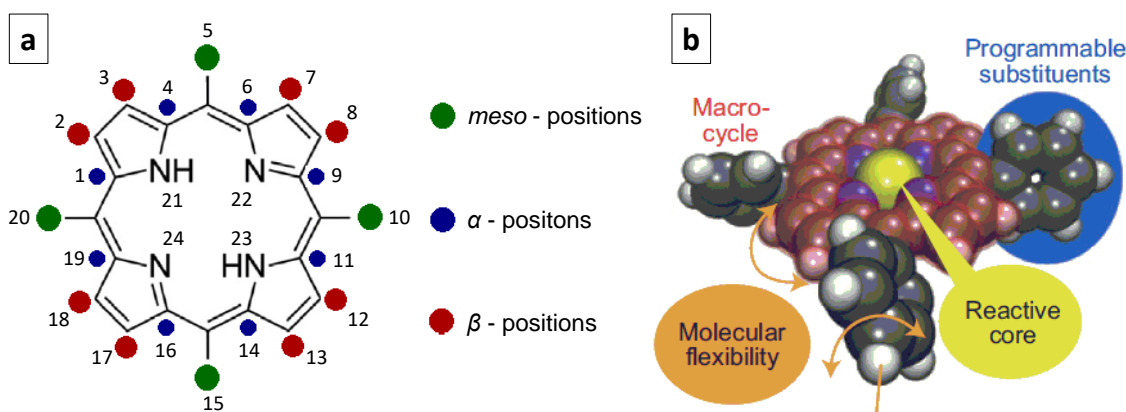 a
5
3
4
6
7
2
8
1
NH
N
9
21
22
20
10
24
23
19
N
HN
11
18
12
17
16
14
13
15
meso - positions
α - positons
β - positions
b
Programmable
substituents
Macro-
cycle
Molecular
flexibility
Reactive
core